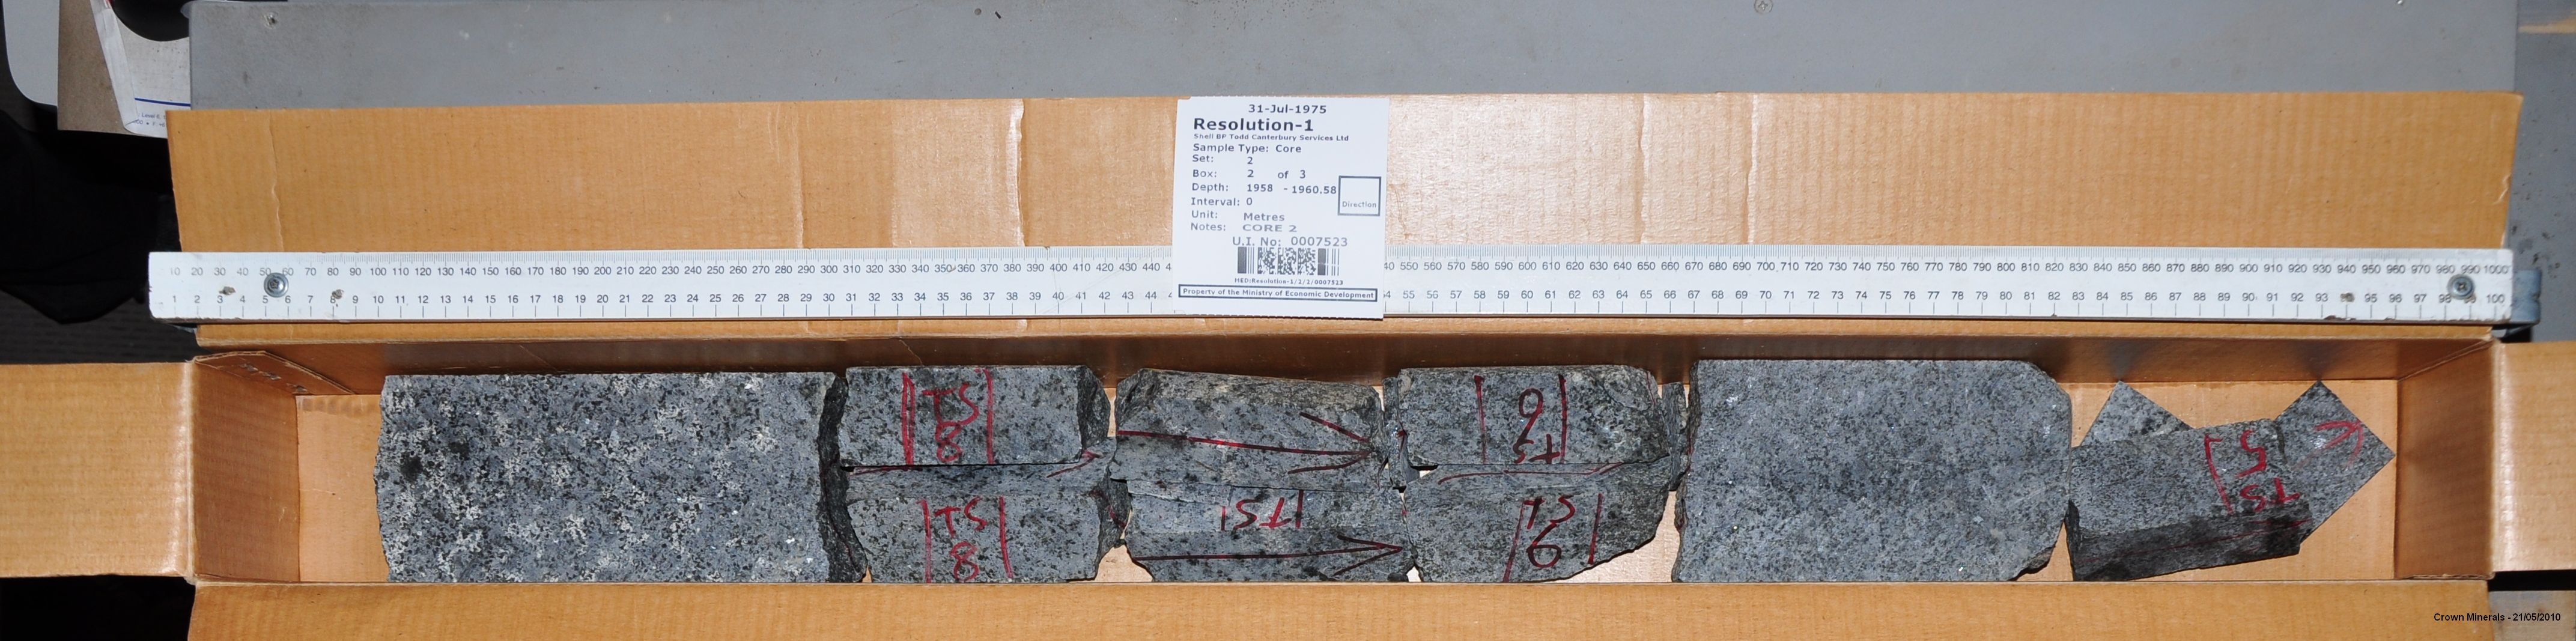 31-Jul-1975
Resolution-1
Shell BP Todd Canterbury Services Ltd
Sample Type: Core
Set: 2
Box: 2 of 3
Depth: 1958 - 1960.58
Direction
Interval: 0
Unit: Metres
Notes: CORE 2
U.I. No: 0007523
MED:Resolution-1/2/2/0007523
Property of the Ministry of Economic Development
10 20 30 40 50 60 70 80 90 100 110 120 130 140 150 160 170 180 190 200 210 220 230 240 250 260 270 280 290 300 310 320 330 340 350 360 370 380 390 400 410 420 430 440 550 560 570 580 590 600 610 620 630 640 650 660 670 680 690 700 710 720 730 740 750 760 770 780 790 800 810 820 830 840 850 860 870 880 890 900 910 920 930 940 950 960 970 980 990 1000
1 2 3 4 5 6 7 8 9 10 11 12 13 14 15 16 17 18 19 20 21 22 23 24 25 26 27 28 29 30 31 32 33 34 35 36 37 38 39 40 41 42 43 44 55 56 57 58 59 60 61 62 63 64 65 66 67 68 69 70 71 72 73 74 75 76 77 78 79 80 81 82 83 84 85 86 87 88 89 90 91 92 93 95 96 97 98 99 100
TS
8
TS
8
TS
6
TS
TS
6
5
TS
Crown Minerals - 21/05/2010